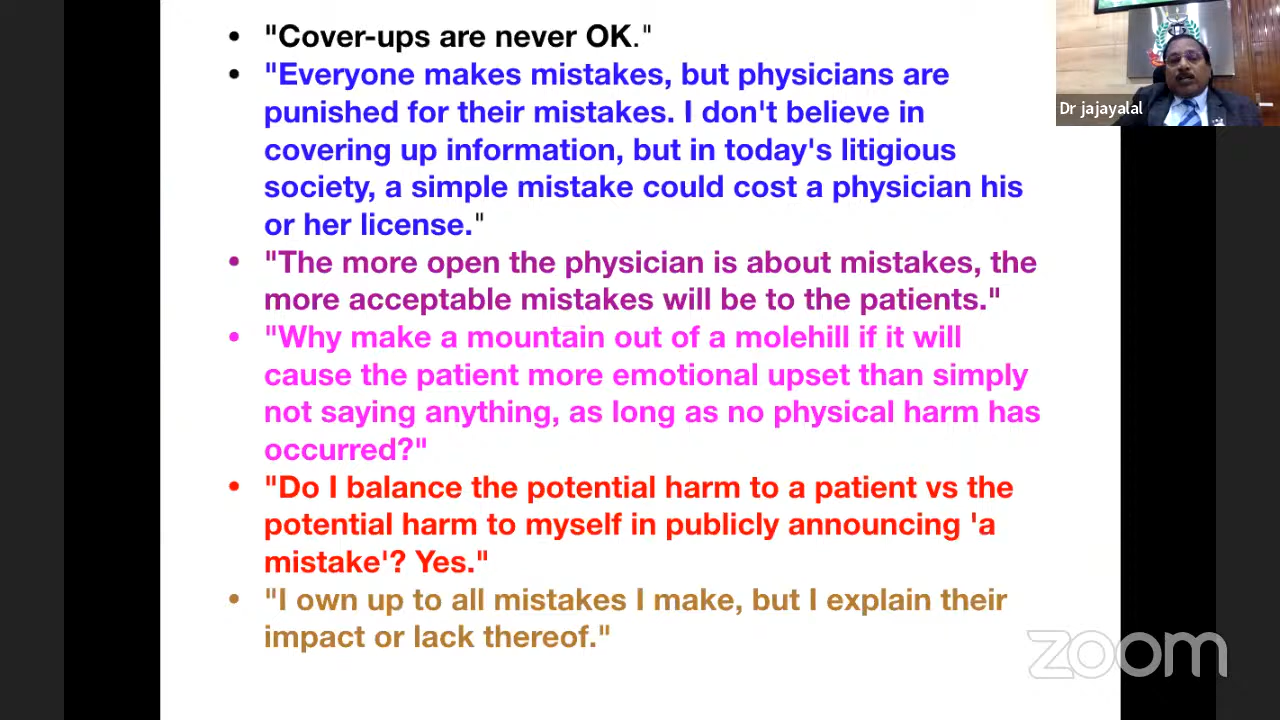 • "Cover-ups are never OK."
• "Everyone makes mistakes, but physicians are
punished for their mistakes. I don't believe in
covering up information, but in today's litigious
society, a simple mistake could cost a physician his
or her license."
• "The more open the physician is about mistakes, the
more acceptable mistakes will be to the patients."
• "Why make a mountain out of a molehill if it will
cause the patient more emotional upset than simply
not saying anything, as long as no physical harm has
occurred?"
• "Do I balance the potential harm to a patient vs the
potential harm to myself in publicly announcing 'a
mistake'? Yes."
• "I own up to all mistakes I make, but I explain their
impact or lack thereof."
Dr jajayalal
zoom